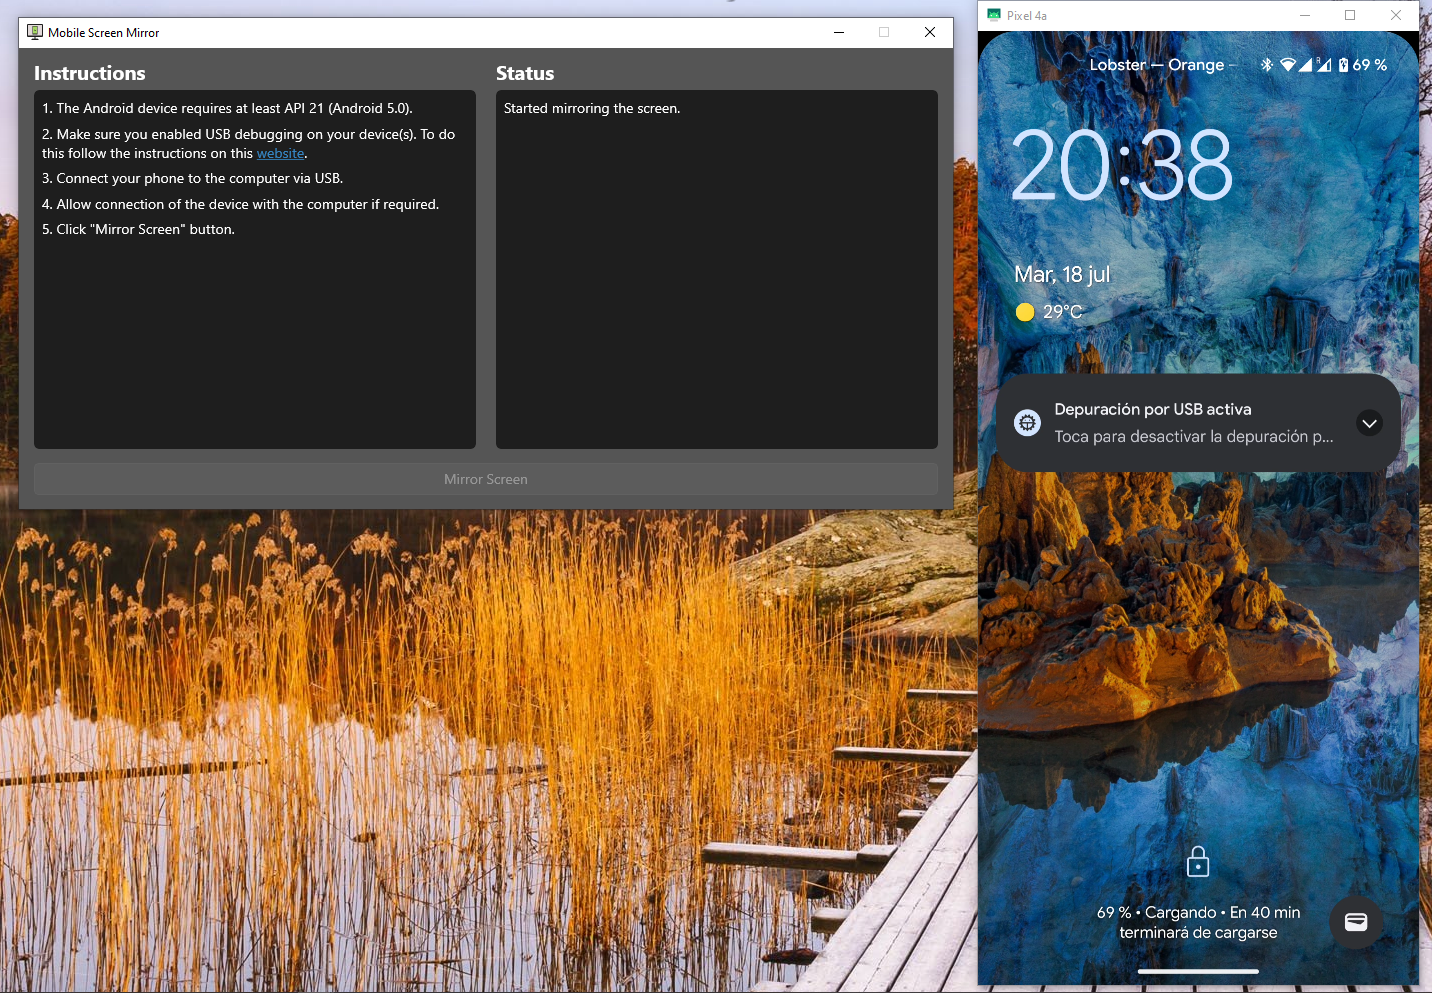 Mobile Screen Mirror
Instructions
1. The Android device requires at least API 21 (Android 5.0).
2. Make sure you enabled USB debugging on your device(s). To do
this follow the instructions on this website.
3. Connect your phone to the computer via USB.
4. Allow connection of the device with the computer if required.
5. Click "Mirror Screen" button.
Status
Started mirroring the screen.
Mirror Screen
Pixel 4a
Lobster — Orange
69 %
20:38
Mar, 18 jul
29°C
Depuración por USB activa
Toca para desactivar la depuración p...
69 % • Cargando • En 40 min
terminará de cargarse